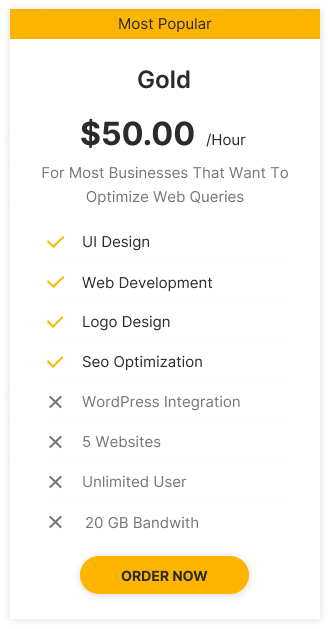 Most Popular
Gold
$50.00 /Hour
For Most Businesses That Want To
Optimize Web Queries
UI Design
Web Development
Logo Design
Seo Optimization
WordPress Integration
5 Websites
Unlimited User
20 GB Bandwith
ORDER NOW